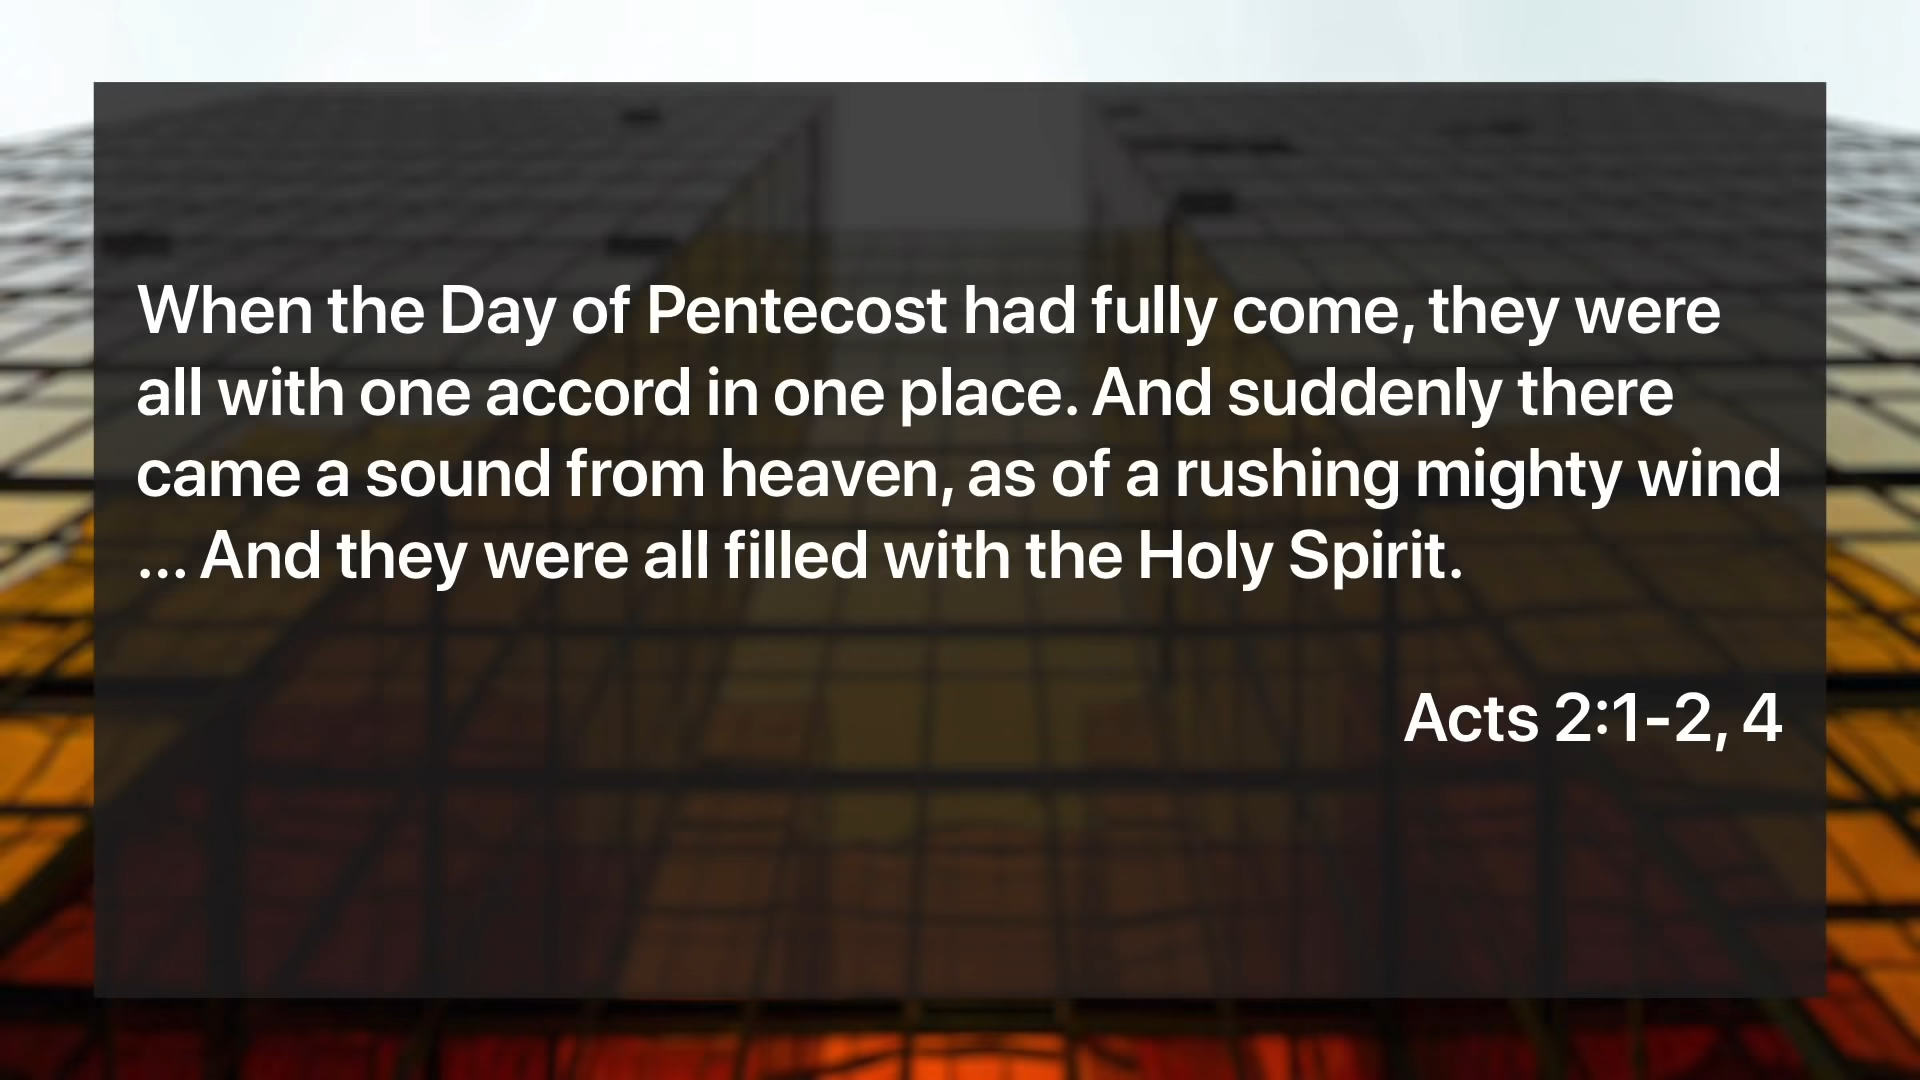 When the Day of Pentecost had fully come, they were
all with one accord in one place. And suddenly there
came a sound from heaven, as of a rushing mighty wind
... And they were all filled with the Holy Spirit.
Acts 2:1-2, 4